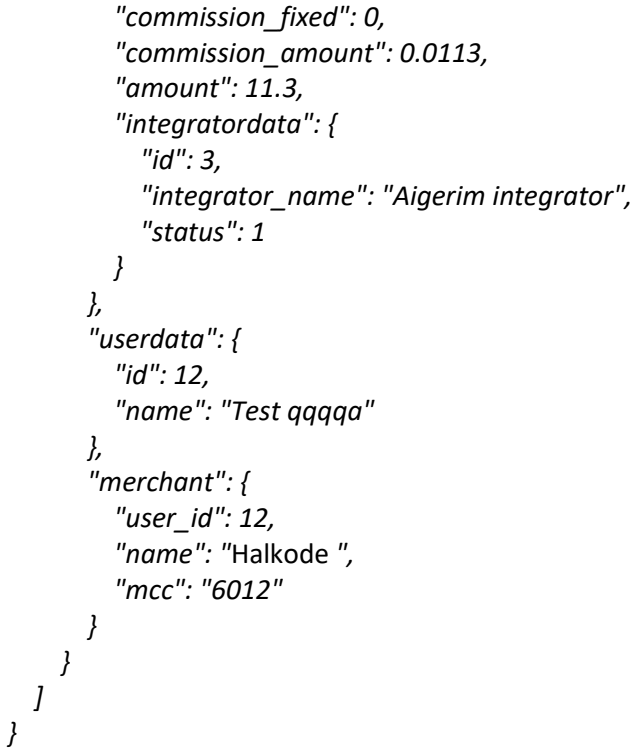 "commission_fixed": 0,
"commission_amount": 0.0113,
"amount": 11.3,
"integratordata": {
"id": 3,
"integrator_name": "Aigerim integrator",
"status": 1
}
},
"userdata": {
"id": 12,
"name": "Test qqqqa"
},
"merchant": {
"user_id": 12,
"name": "Halkode ",
"mcc": "6012"
}
}
]
}